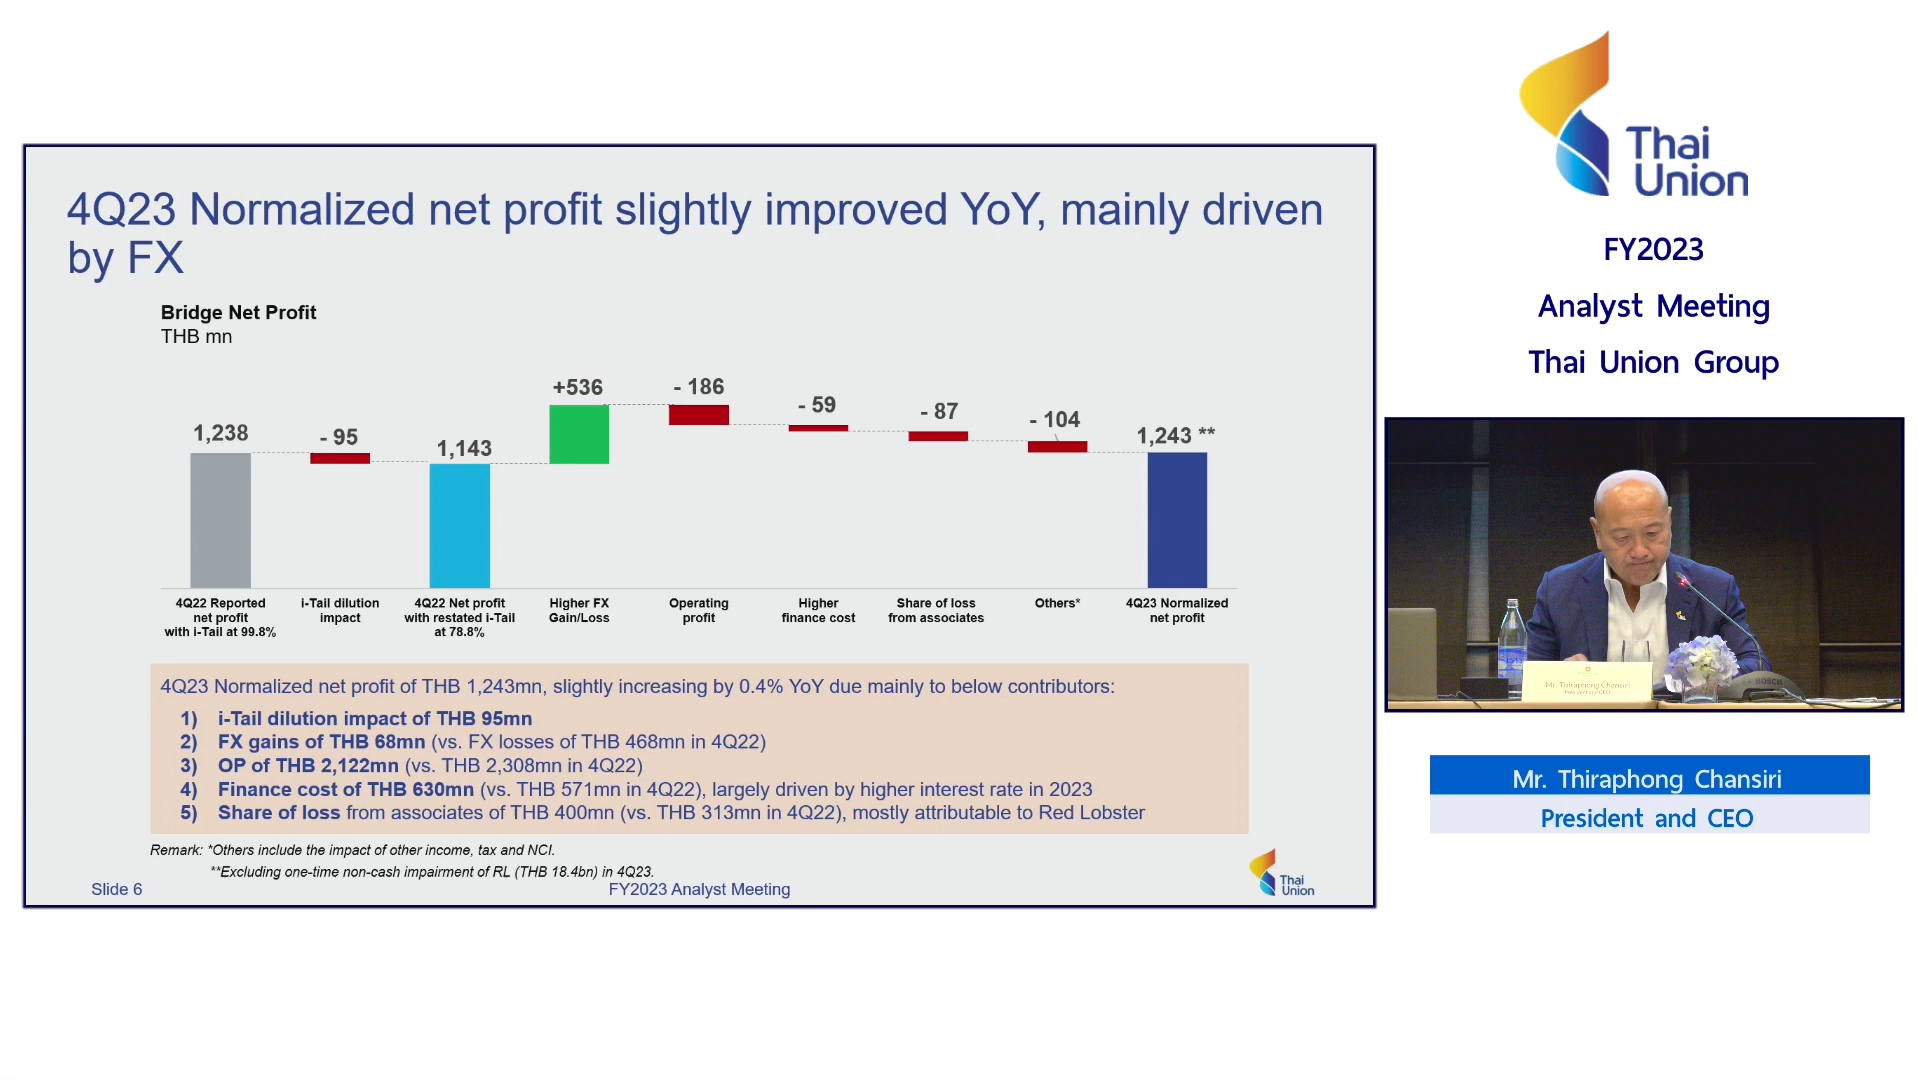 4Q23 Normalized net profit slightly improved YoY, mainly driven
by FX
Bridge Net Profit
THB mn
1,238
- 95
1,143
+536
- 186
- 59
- 87
- 104
1,243 **
4Q22 Reported
net profit
with i-Tail at 99.8%
i-Tail dilution
impact
4Q22 Net profit
with restated i-Tail
at 78.8%
Higher FX
Gain/Loss
Operating
profit
Higher
finance cost
Share of loss
from associates
Others*
4Q23 Normalized
net profit
4Q23 Normalized net profit of THB 1,243mn, slightly increasing by 0.4% YoY due mainly to below contributors:
1) i-Tail dilution impact of THB 95mn
2) FX gains of THB 68mn (vs. FX losses of THB 468mn in 4Q22)
3) OP of THB 2,122mn (vs. THB 2,308mn in 4Q22)
4) Finance cost of THB 630mn (vs. THB 571mn in 4Q22), largely driven by higher interest rate in 2023
5) Share of loss from associates of THB 400mn (vs. THB 313mn in 4Q22), mostly attributable to Red Lobster
Remark: *Others include the impact of other income, tax and NCI.
**Excluding one-time non-cash impairment of RL (THB 18.4bn) in 4Q23.
Slide 6
FY2023 Analyst Meeting
Thai
Union
Thai
Union
FY2023
Analyst Meeting
Thai Union Group
Mr. Thiraphong Chansiri
President and CEO
BOSCH
Mr. Thiraphong Chansiri
President and CEO